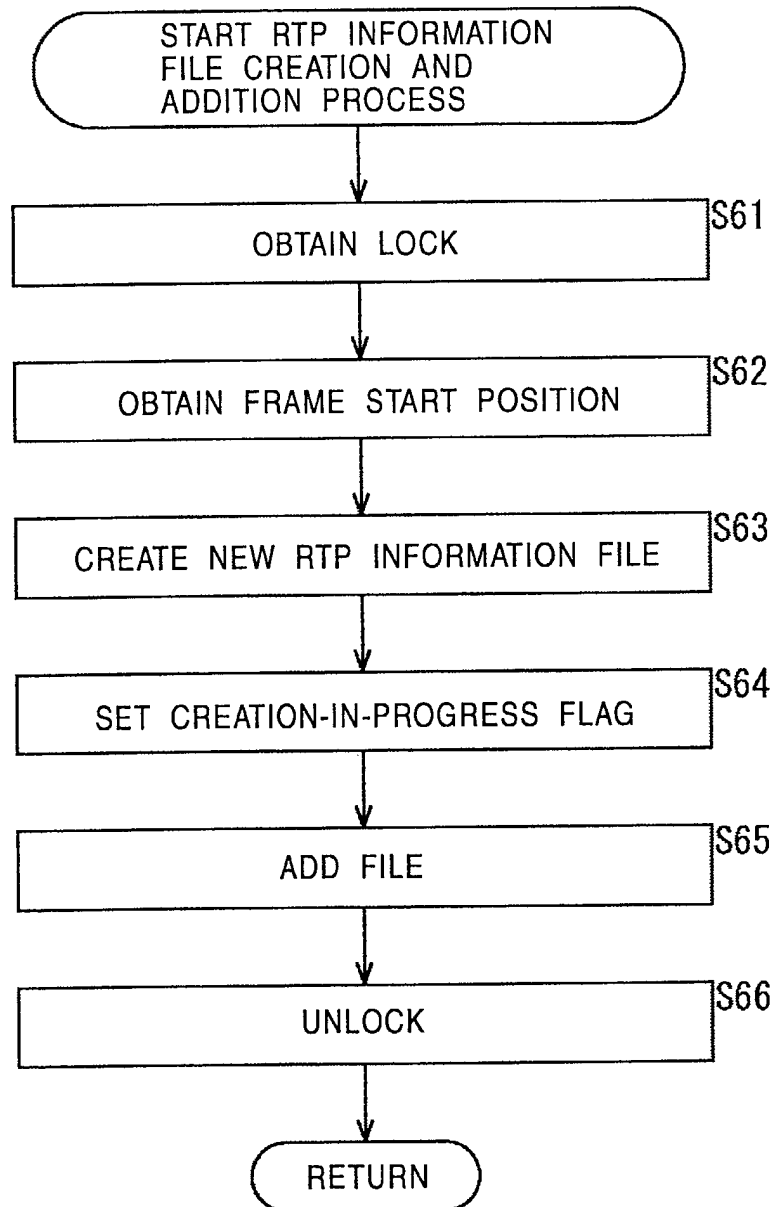 START RTP INFORMATION
FILE CREATION AND
ADDITION PROCESS
S61
OBTAIN LOCK
S62
OBTAIN FRAME START POSITION
S63
CREATE NEW RTP INFORMATION FILE
S64
SET CREATION-IN-PROGRESS FLAG
S65
ADD FILE
S66
UNLOCK
RETURN